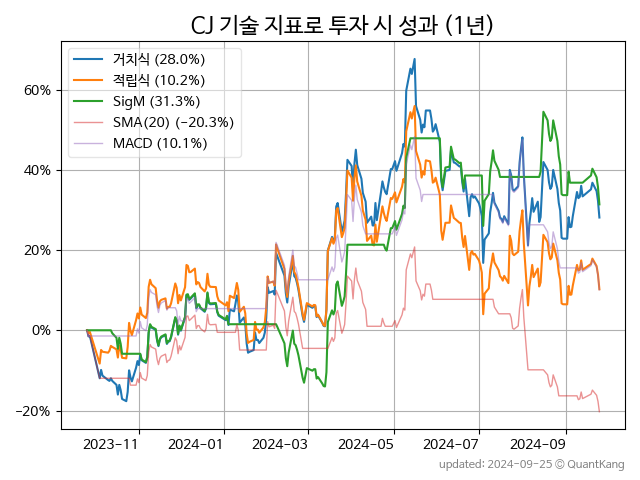 CJ 기술 지표로 투자 시 성과 (1년)
거치식 (28.0%)
적립식 (10.2%)
SigM (31.3%)
SMA(20) (−20.3%)
MACD (10.1%)
60%
40%
20%
0%
−20%
2023-11 2024-01 2024-03 2024-05 2024-07 2024-09
updated: 2024-09-25 © QuantKang